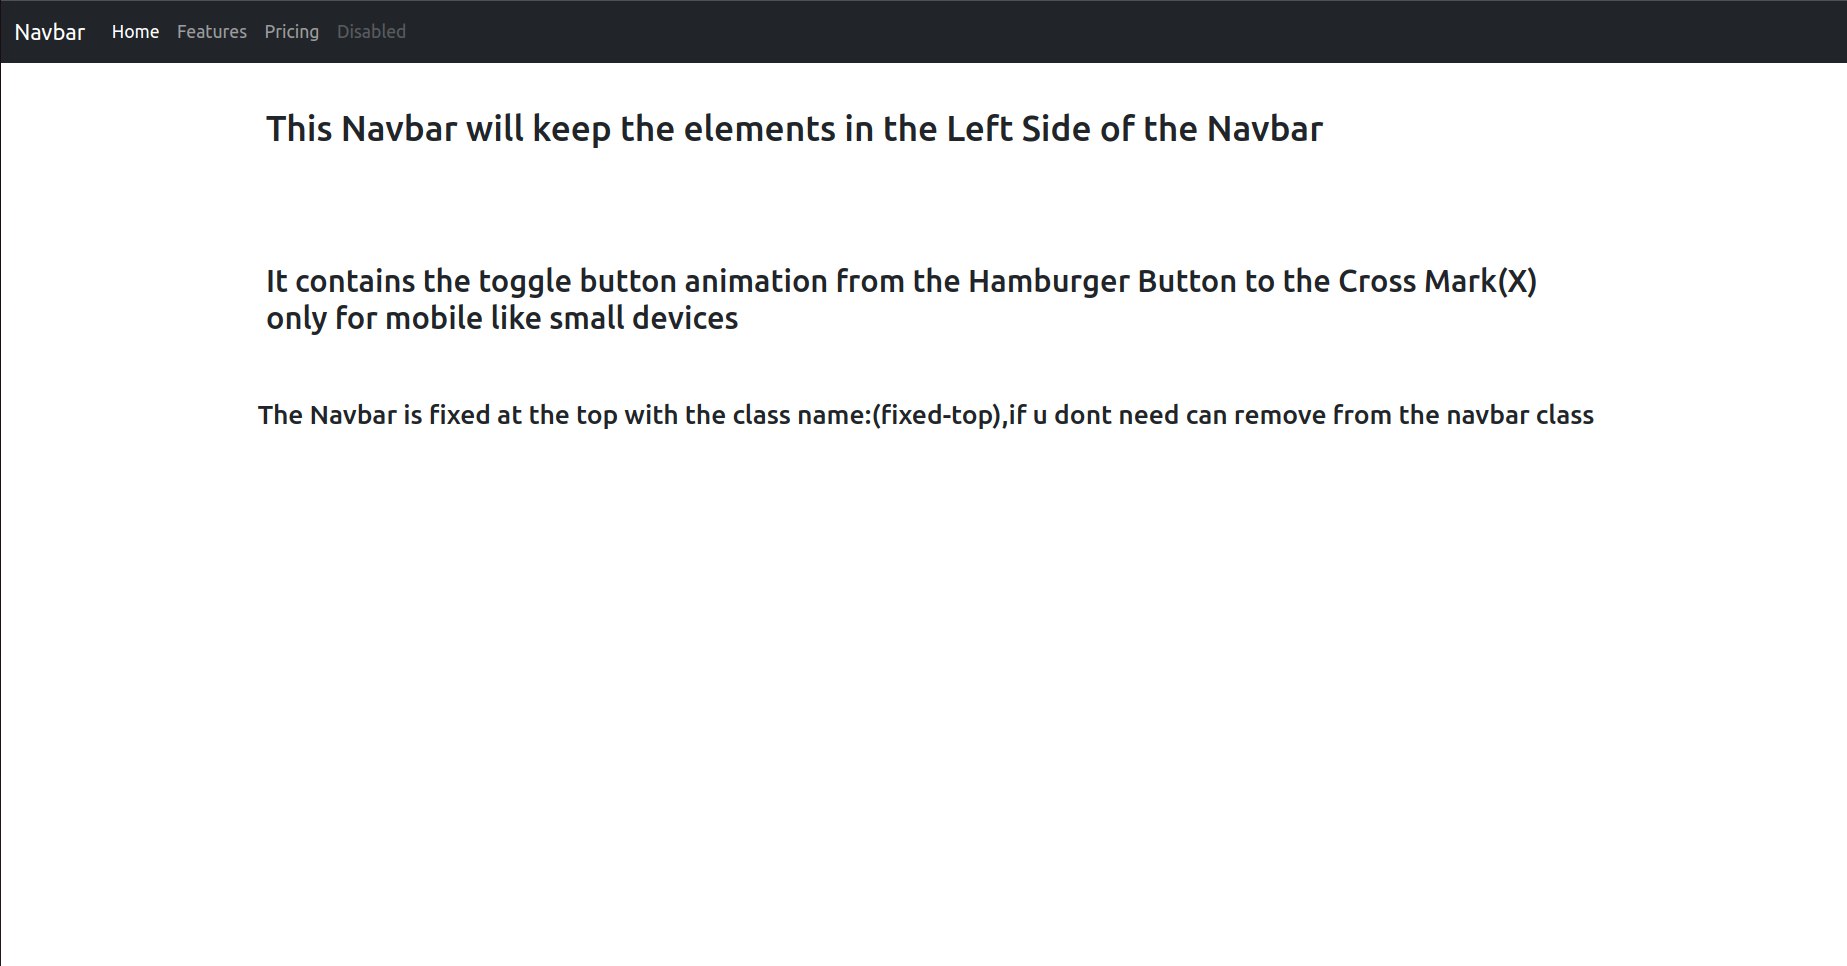 Navbar Home Features Pricing Disabled
This Navbar will keep the elements in the Left Side of the Navbar
It contains the toggle button animation from the Hamburger Button to the Cross Mark(X)
only for mobile like small devices
The Navbar is fixed at the top with the class name:(fixed-top),if u dont need can remove from the navbar class